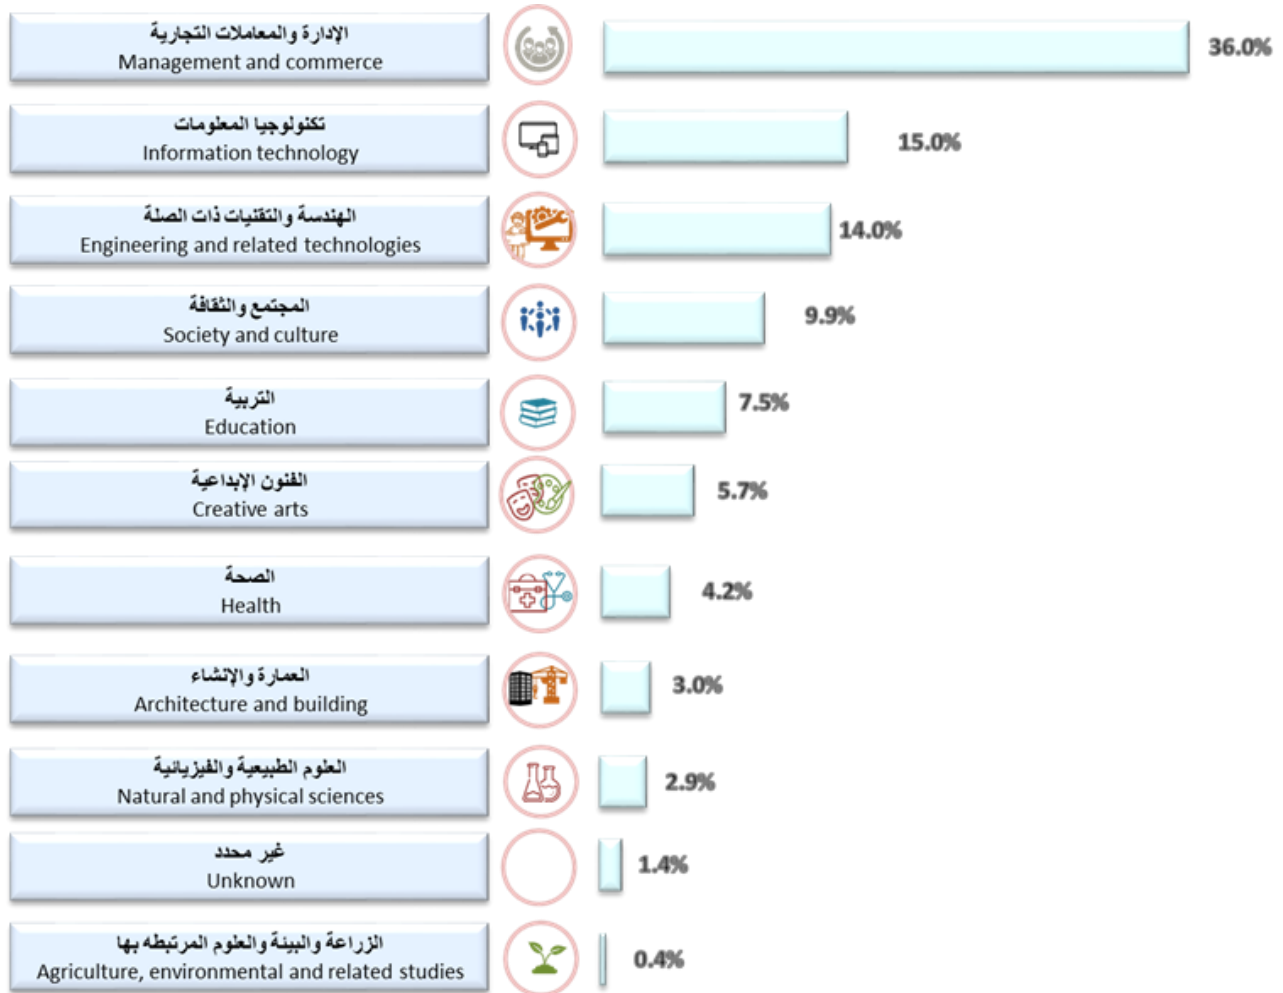 الإدارة والمعاملات التجارية
Management and commerce
36.0%
تكنولوجيا المعلومات
Information technology
15.0%
الهندسة والتقنيات ذات الصلة
Engineering and related technologies
14.0%
المجتمع والثقافة
Society and culture
9.9%
التربية
Education
7.5%
الفنون الإبداعية
Creative arts
5.7%
الصحة
Health
4.2%
العمارة والإنشاء
Architecture and building
3.0%
العلوم الطبيعية والفيزيائية
Natural and physical sciences
2.9%
غير محدد
Unknown
1.4%
الزراعة والبيئة والعلوم المرتبطه بها
Agriculture, environmental and related studies
0.4%